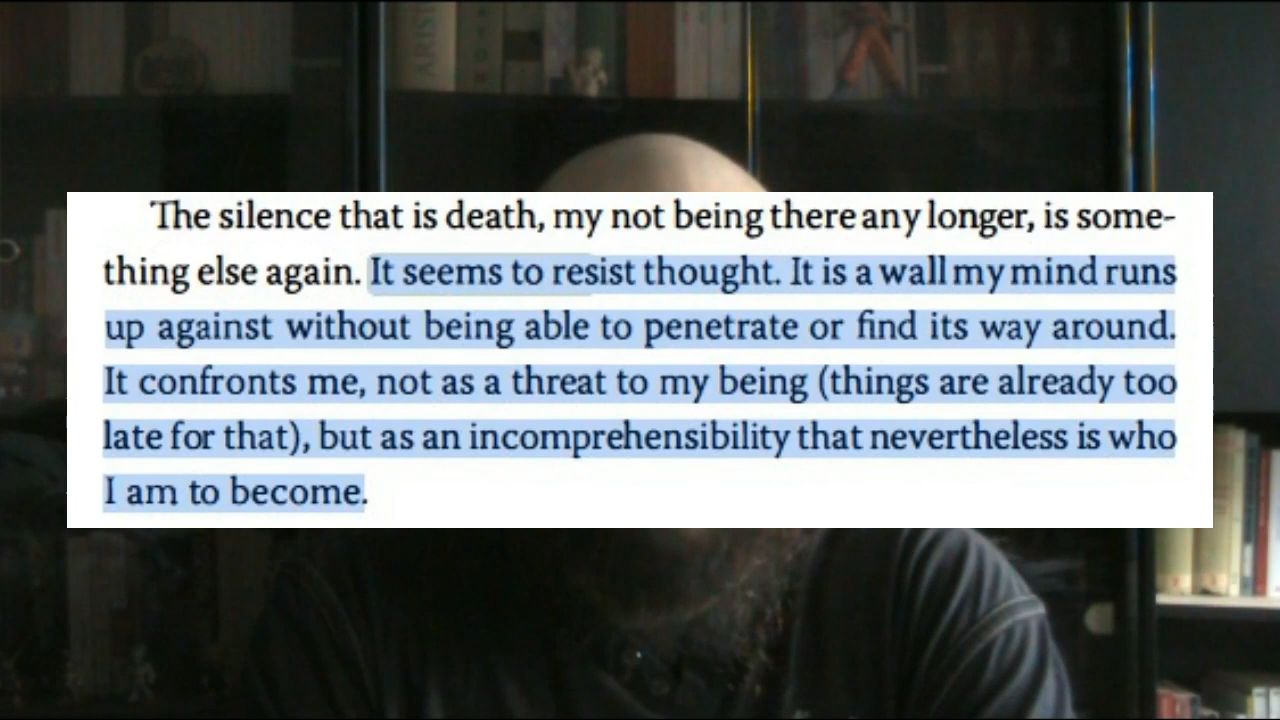 ARIS
The silence that is death, my not being there any longer, is some-
thing else again. It seems to resist thought. It is a wall my mind runs
up against without being able to penetrate or find its way around.
It confronts me, not as a threat to my being (things are already too
late for that), but as an incomprehensibility that nevertheless is who
I am to become.